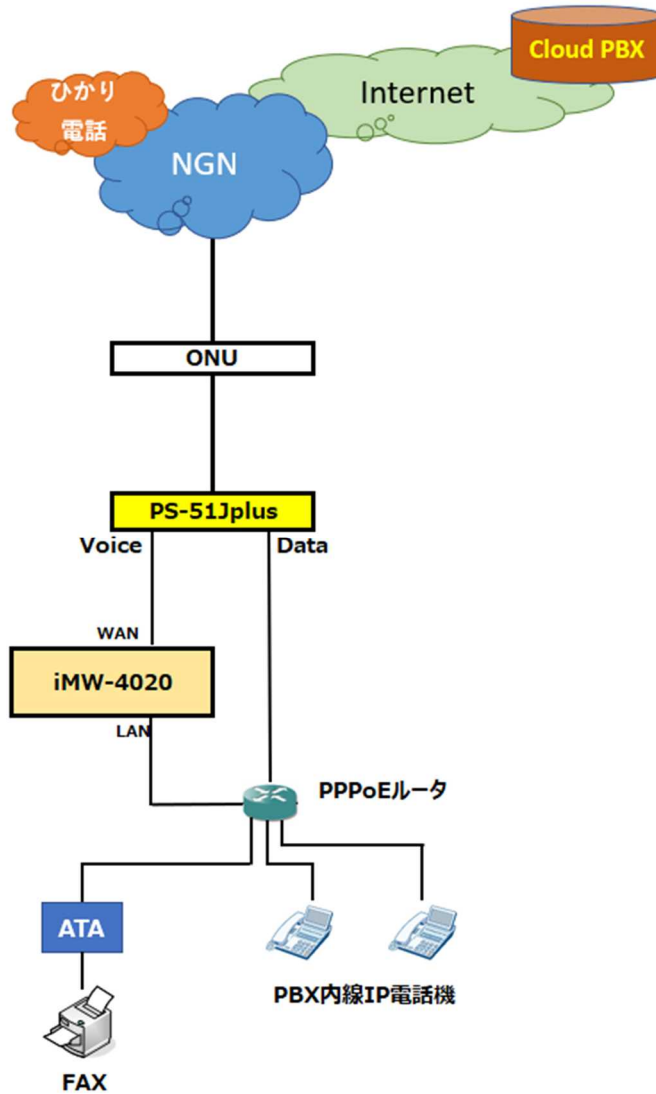 Cloud PBX
Internet
ひかり
電話
NGN
ONU
PS-51Jplus
Voice
Data
WAN
iMW-4020
LAN
PPPoEルータ
ATA
PBX内線IP電話機
FAX